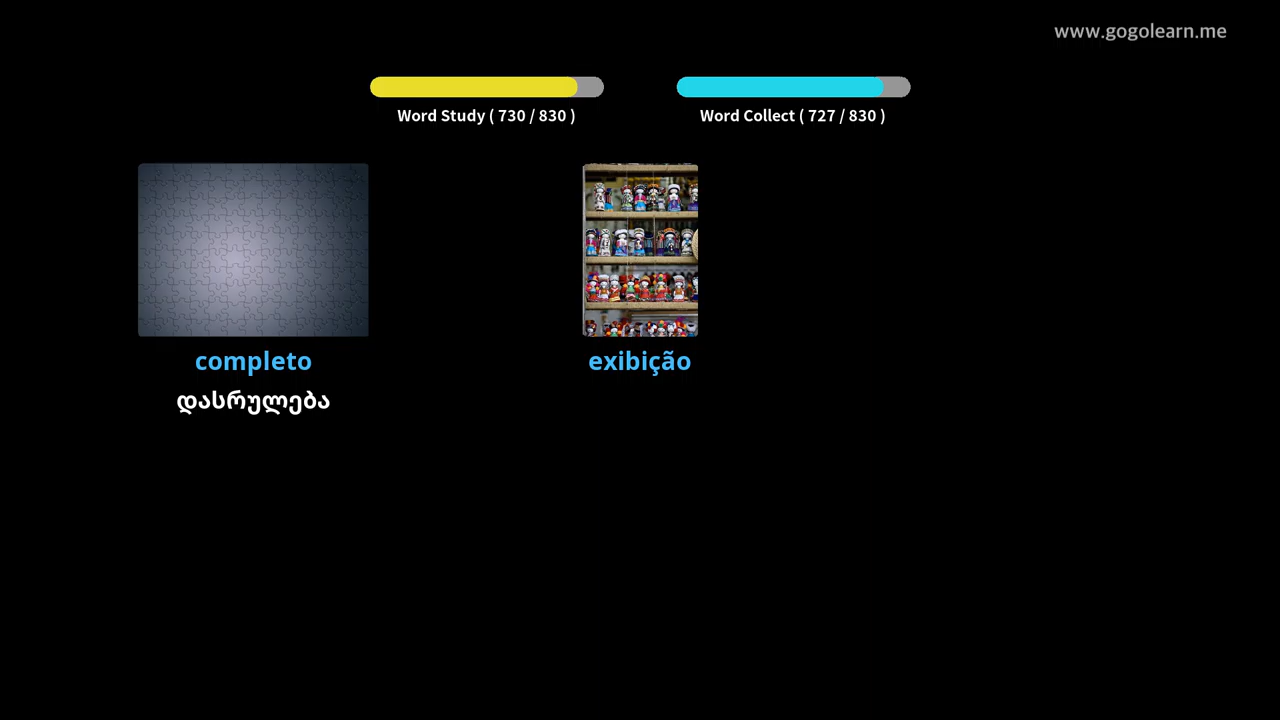 www.gogolearn.me
Word Study ( 730 / 830 )
Word Collect ( 727 / 830 )
completo
დასრულება
exibição